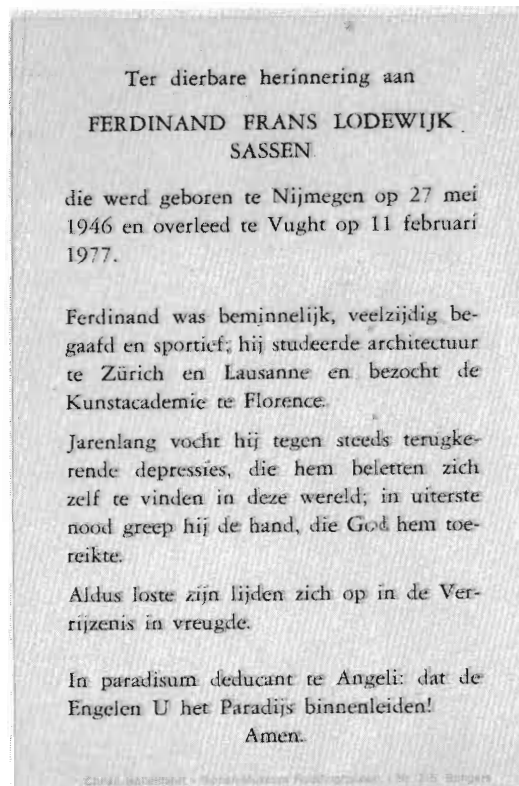 Ter dierbare herinnering aan
FERDINAND FRANS LODEWIJK
SASSEN
die werd geboren te Nijmegen op 27 mei
1946 en overleed te Vught op 11 februari
1977.
Ferdinand was beminnelijk, veelzijdig be-
gaafd en sportief; hij studeerde architectuur
te Zürich en Lausanne en bezocht de
Kunstacademie te Florence.
Jarenlang vocht hij tegen steeds terugke-
rende depressies, die hem beletten zich
zelf te vinden in deze wereld; in uiterste
nood greep hij de hand, die God hem toe-
reikte.
Aldus loste zijn lijden zich op in de Ver-
rijzenis in vreugde.
In paradisum deducant te Angeli: dat de
Engelen U het Paradijs binnenleiden!
Amen.